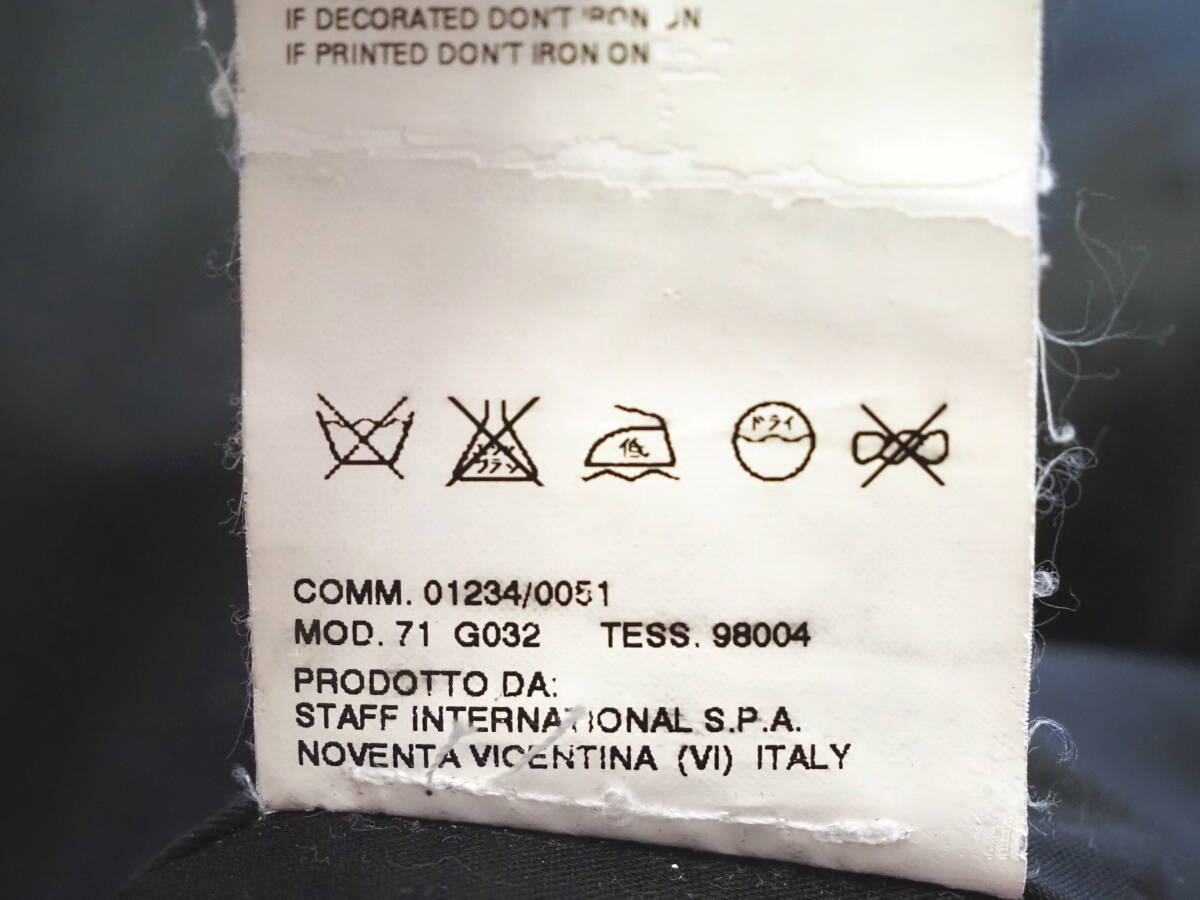 IF DECORATED DON'T IRON ON
IF PRINTED DON'T IRON ON
低
ドライ
COMM. 01234/0051
MOD. 71 G032 TESS. 98004
PRODOTTO DA:
STAFF INTERNATIONAL S.P.A.
NOVENTA VICENTINA (VI) ITALY